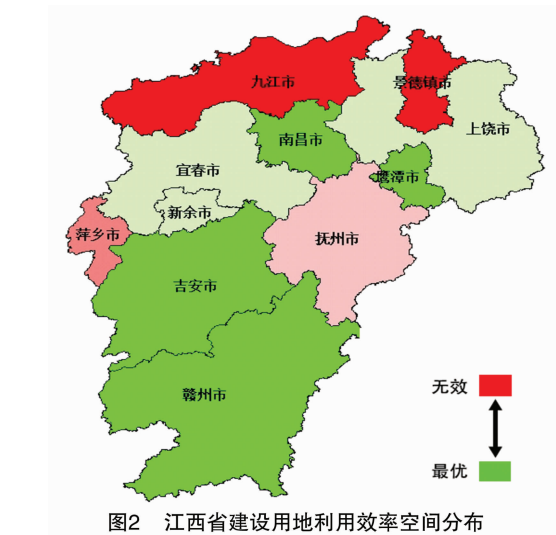 九江市
景德镇市
上饶市
南昌市
宜春市
鹰潭市
新余市
萍乡市
抚州市
吉安市
赣州市
无效
最优
图2 江西省建设用地利用效率空间分布